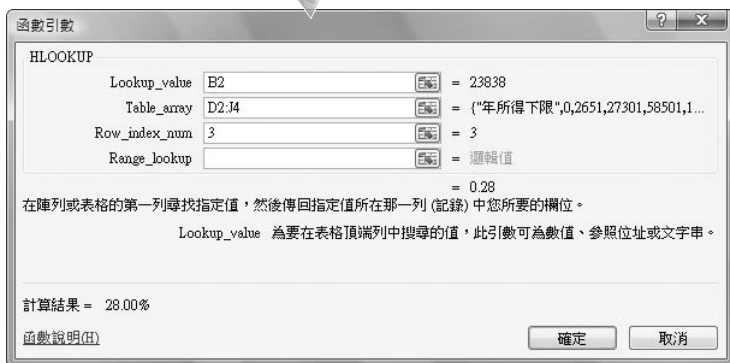 函數引數
HLOOKUP
Lookup_value B2 = 23838
Table_array D2:J4 = {"年所得下限",0,2651,27301,58501,1...
Row_index_num 3 = 3
Range_lookup = 邏輯值
= 0.28
在陣列或表格的第一列尋找指定值，然後傳回指定值所在那一列 (記錄) 中您所要的欄位。
Lookup_value 為要在表格頂端列中搜尋的值，此引數可為數值、參照位址或文字串。
計算結果 = 28.00%
函數說明(H) 確定 取消